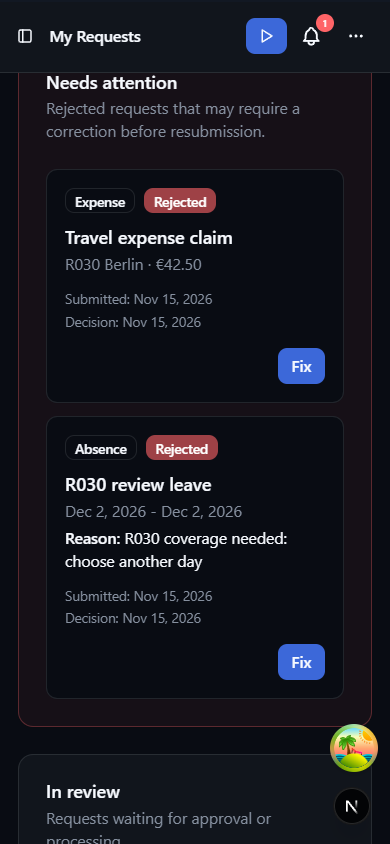 My Requests
1
Needs attention
Rejected requests that may require a
correction before resubmission.
Expense Rejected
Travel expense claim
R030 Berlin · €42.50
Submitted: Nov 15, 2026
Decision: Nov 15, 2026
Fix
Absence Rejected
R030 review leave
Dec 2, 2026 - Dec 2, 2026
Reason: R030 coverage needed:
choose another day
Submitted: Nov 15, 2026
Decision: Nov 15, 2026
Fix
In review
N
Requests waiting for approval or
processing